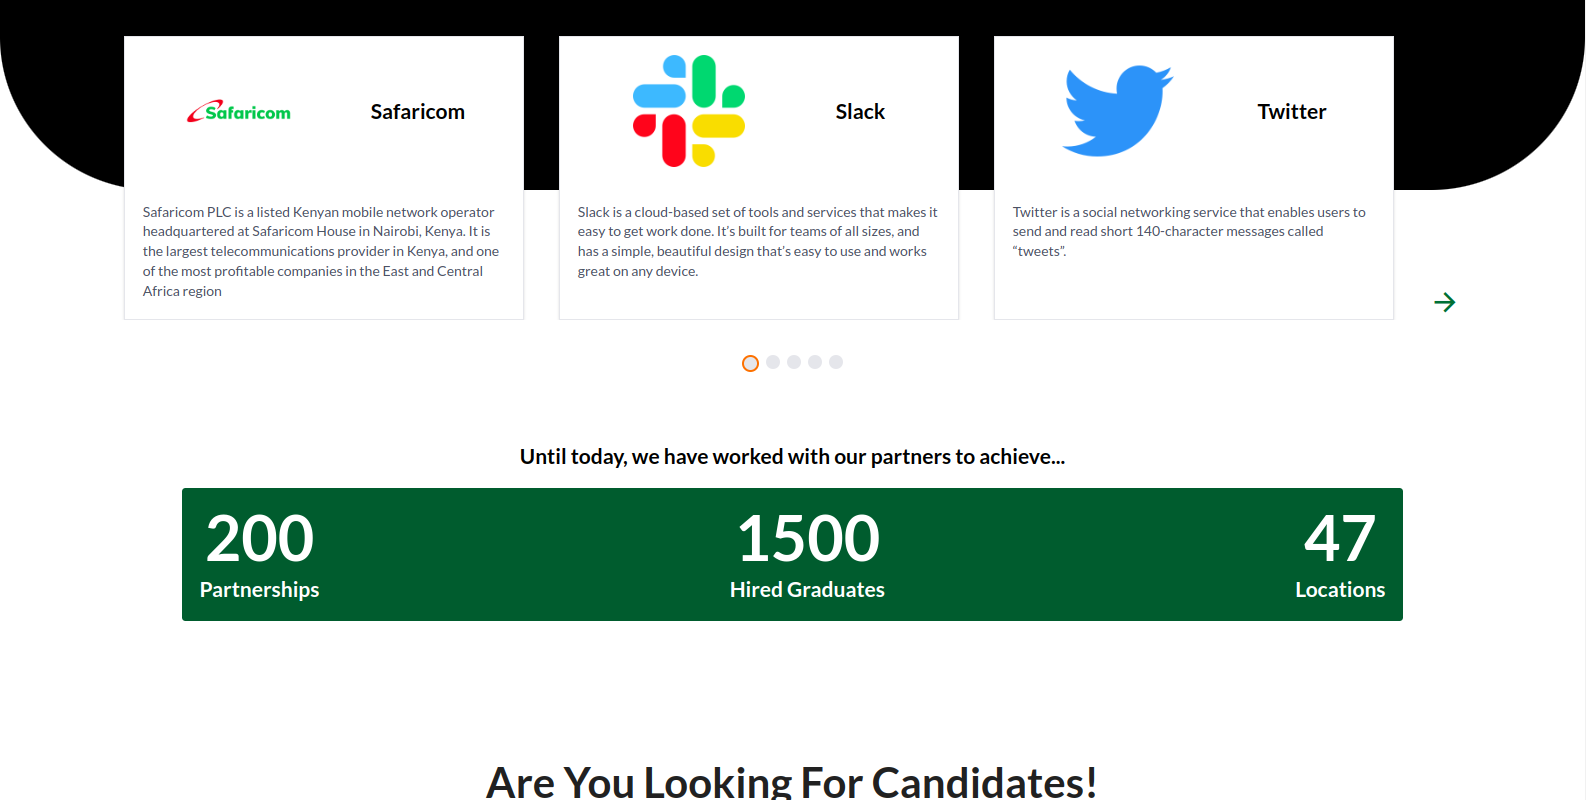 Safaricom
Safaricom
Safaricom PLC is a listed Kenyan mobile network operator
headquartered at Safaricom House in Nairobi, Kenya. It is
the largest telecommunications provider in Kenya, and one
of the most profitable companies in the East and Central
Africa region
Slack
Slack is a cloud-based set of tools and services that makes it
easy to get work done. It’s built for teams of all sizes, and
has a simple, beautiful design that’s easy to use and works
great on any device.
Twitter
Twitter is a social networking service that enables users to
send and read short 140-character messages called
“tweets”.
Until today, we have worked with our partners to achieve...
200
Partnerships
1500
Hired Graduates
47
Locations
Are You Looking For Candidates!